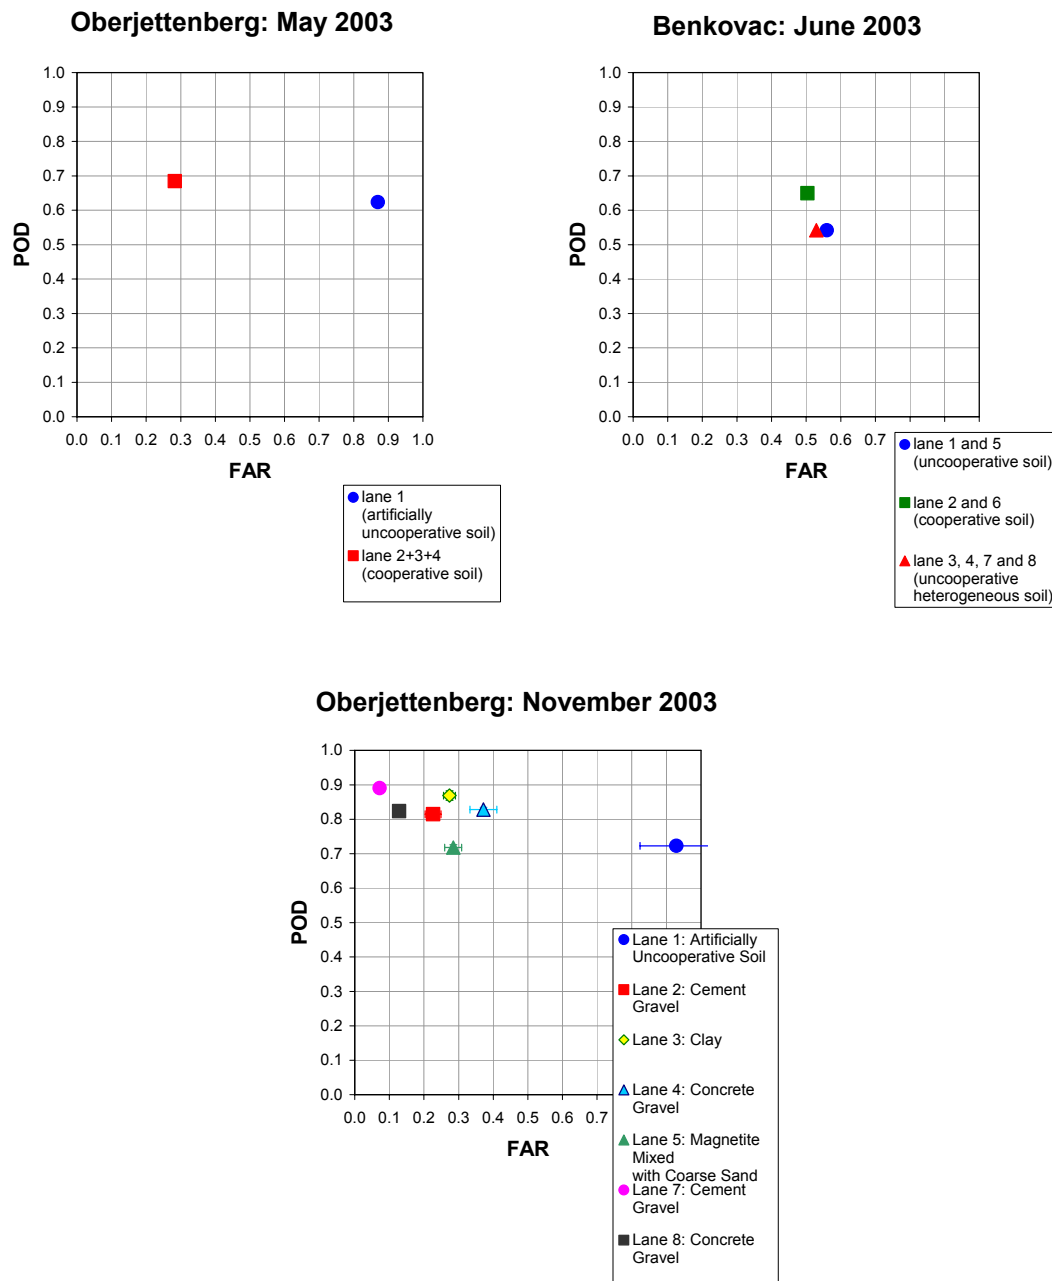 Oberjettenberg: May 2003
1.0
0.9
0.8
0.7
0.6
0.5
0.4
0.3
0.2
0.1
0.0
POD
0.0 0.1 0.2 0.3 0.4 0.5 0.6 0.7 0.8 0.9 1.0
FAR
lane 1
(artificially
uncooperative soil)
lane 2+3+4
(cooperative soil)
Benkovac: June 2003
1.0
0.9
0.8
0.7
0.6
0.5
0.4
0.3
0.2
0.1
0.0
POD
0.0 0.1 0.2 0.3 0.4 0.5 0.6 0.7
FAR
lane 1 and 5
(uncooperative soil)
lane 2 and 6
(cooperative soil)
lane 3, 4, 7 and 8
(uncooperative
heterogeneous soil)
Oberjettenberg: November 2003
1.0
0.9
0.8
0.7
0.6
0.5
0.4
0.3
0.2
0.1
0.0
POD
0.0 0.1 0.2 0.3 0.4 0.5 0.6 0.7
FAR
Lane 1: Artificially
Uncooperative Soil
Lane 2: Cement
Gravel
Lane 3: Clay
Lane 4: Concrete
Gravel
Lane 5: Magnetite
Mixed
with Coarse Sand
Lane 7: Cement
Gravel
Lane 8: Concrete
Gravel